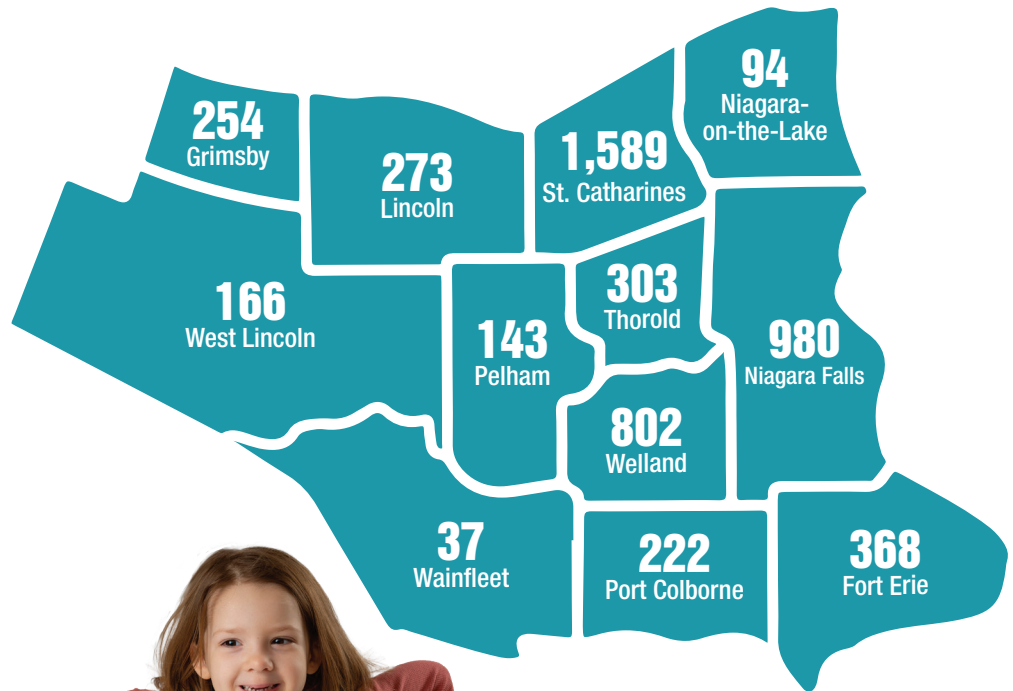 94
Niagara-
on-the-Lake
254
Grimsby
1,589
St. Catharines
273
Lincoln
303
Thorold
166
West Lincoln
143
Pelham
980
Niagara Falls
802
Welland
37
Wainfleet
222
Port Colborne
368
Fort Erie